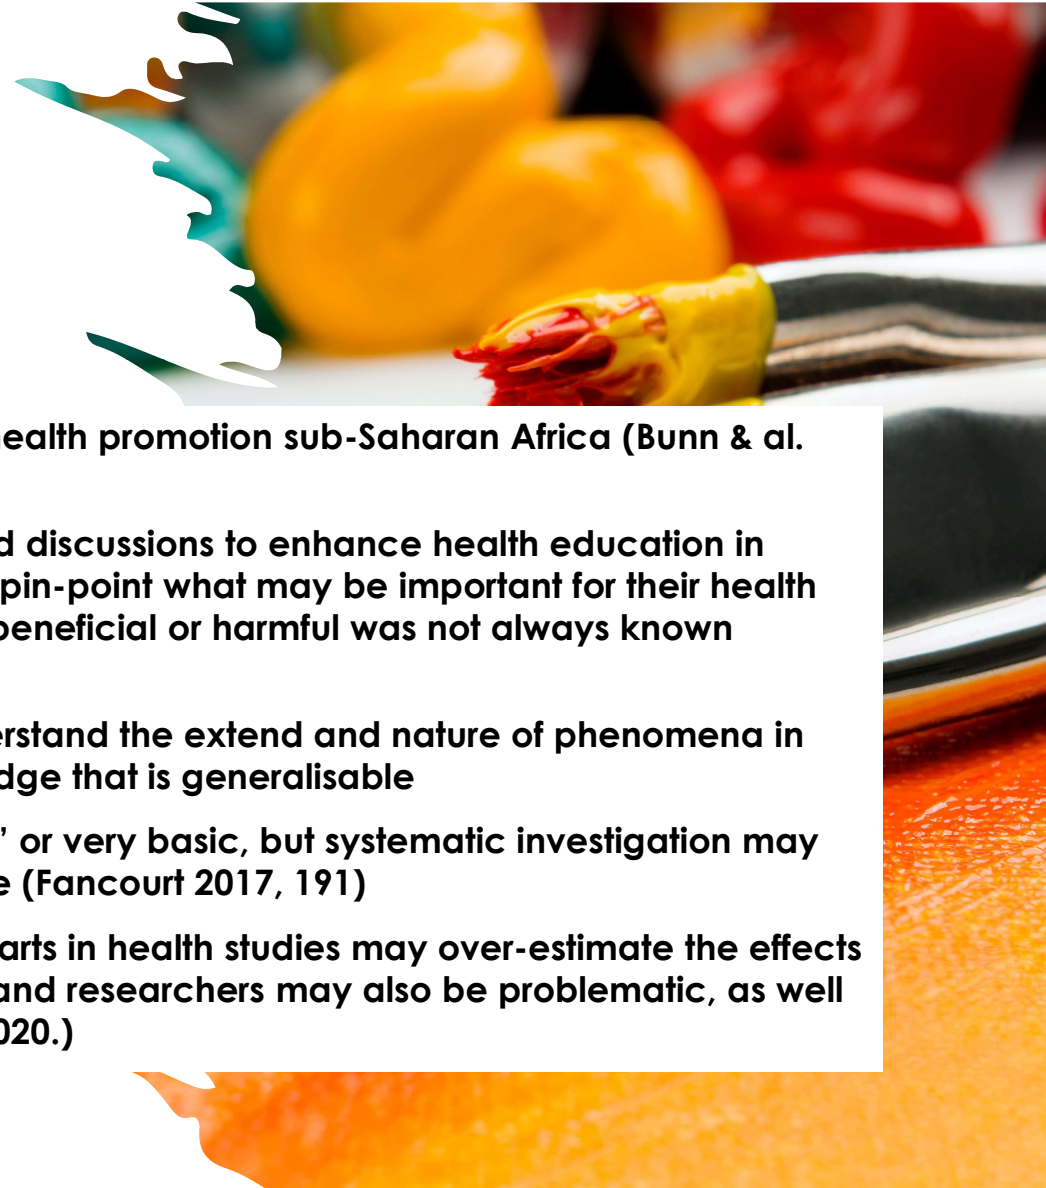 ealth promotion sub-Saharan Africa (Bunn & al.
d discussions to enhance health education in
pin-point what may be important for their health
beneficial or harmful was not always known
erstand the extend and nature of phenomena in
dge that is generalisable
’ or very basic, but systematic investigation may
e (Fancourt 2017, 191)
arts in health studies may over-estimate the effects
and researchers may also be problematic, as well
020.)